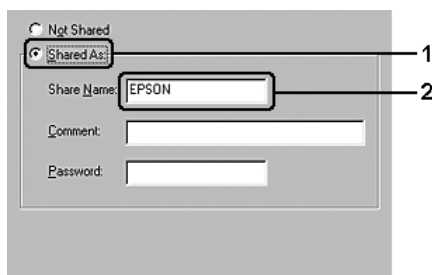 Not Shared
Shared As: 1
Share Name: EPSON 2
Comment:
Password: